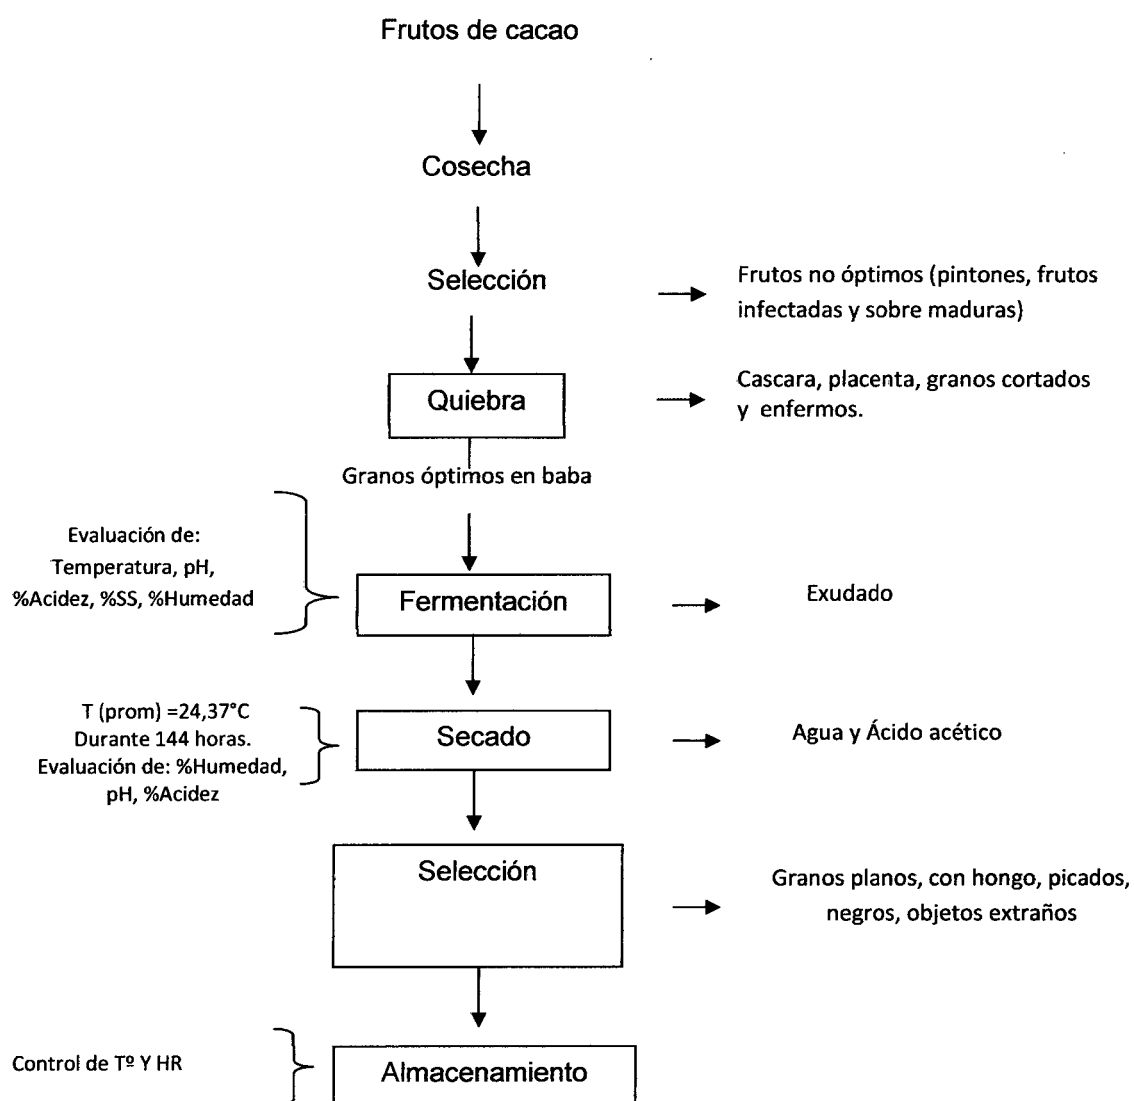 Frutos de cacao
Cosecha
Selección
Frutos no óptimos (pintones, frutos
infectadas y sobre maduras)
Quiebra
Cascara, placenta, granos cortados
y enfermos.
Granos óptimos en baba
Evaluación de:
Temperatura, pH,
%Acidez, %SS, %Humedad
Fermentación
Exudado
T (prom) =24,37°C
Durante 144 horas.
Evaluación de: %Humedad,
pH, %Acidez
Secado
Agua y Ácido acético
Selección
Granos planos, con hongo, picados,
negros, objetos extraños
Control de Tº Y HR
Almacenamiento